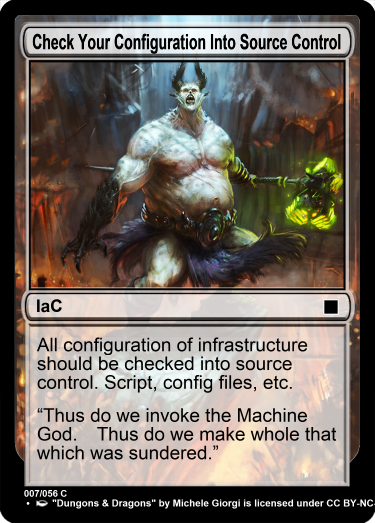 Check Your Configuration Into Source Control
IaC
All configuration of infrastructure
should be checked into source
control. Script, config files, etc.
“Thus do we invoke the Machine
God. Thus do we make whole that
which was sundered.”
007/056 C
• "Dungons & Dragons" by Michele Giorgi is licensed under CC BY-NC-